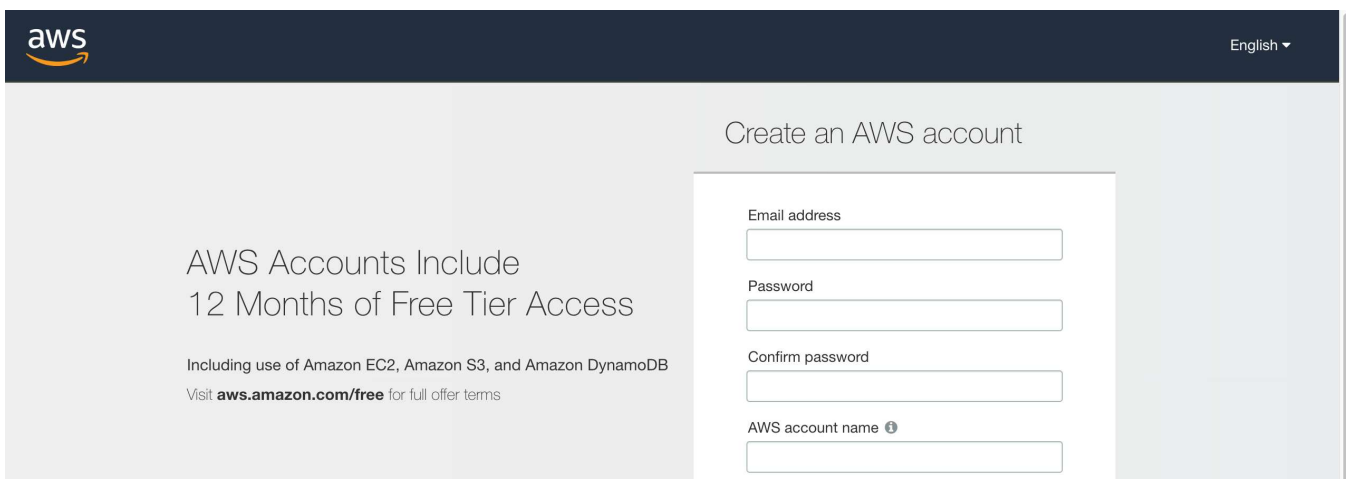 aws
English
Create an AWS account
AWS Accounts Include
12 Months of Free Tier Access
Including use of Amazon EC2, Amazon S3, and Amazon DynamoDB
Visit aws.amazon.com/free for full offer terms
Email address
Password
Confirm password
AWS account name